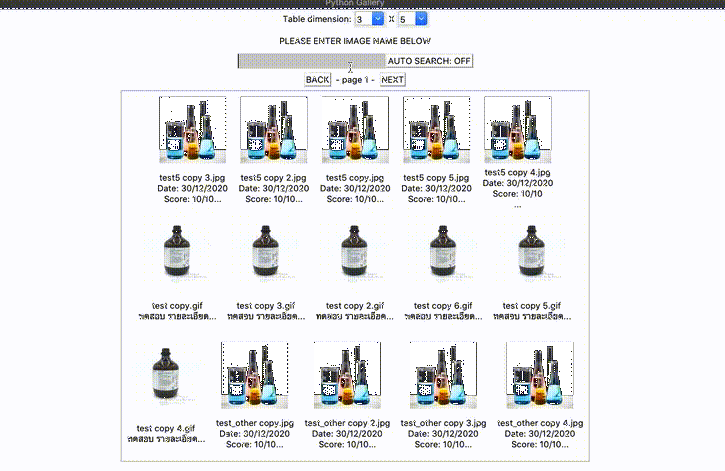 Python Gallery
Table dimension: 3 X 5
PLEASE ENTER IMAGE NAME BELOW
AUTO SEARCH: OFF
BACK - page 1 - NEXT
test5 copy 3.jpg test5 copy 2.jpg test5 copy.jpg test5 copy 5.jpg test5 copy 4.jpg
Date: 30/12/2020 Date: 30/12/2020 Date: 30/12/2020 Date: 30/12/2020 Date: 30/12/2020
Score: 10/10... Score: 10/10... Score: 10/10... Score: 10/10... Score: 10/10
...
test copy.gif test copy 3.gif test copy 2.gif test copy 6.gif test copy 5.gif
ทดสอบ รายละเอียด... ทดสอบ รายละเอียด... ทดสอบ รายละเอียด... ทดสอบ รายละเอียด... ทดสอบ รายละเอียด...
test copy 4.gif test_other copy.jpg test_other copy 2.jpg test_other copy 3.jpg test_other copy 4.jpg
ทดสอบ รายละเอียด... Date: 30/12/2020 Date: 30/12/2020 Date: 30/12/2020 Date: 30/12/2020
Score: 10/10... Score: 10/10... Score: 10/10... Score: 10/10...